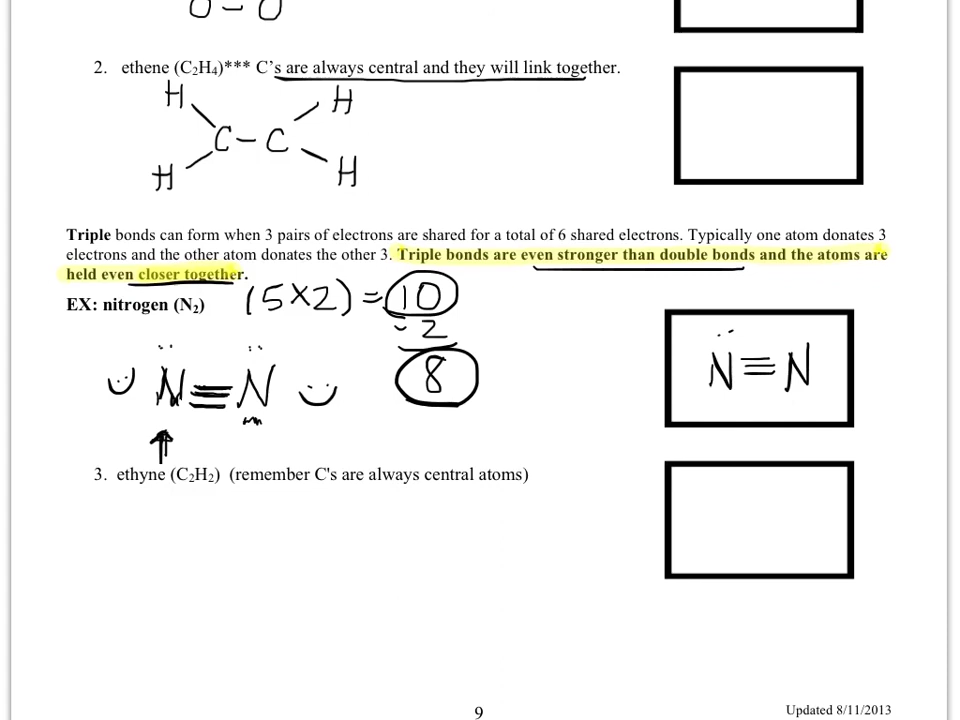 O – O
2. ethene (C₂H₄)*** C's are always central and they will link together.
H H
C – C
H H
Triple bonds can form when 3 pairs of electrons are shared for a total of 6 shared electrons. Typically one atom donates 3
electrons and the other atom donates the other 3. Triple bonds are even stronger than double bonds and the atoms are
held even closer together.
EX: nitrogen (N₂) (5×2) = 10
- 2
8
N≡N
N≡N
3. ethyne (C₂H₂) (remember C's are always central atoms)
9
Updated 8/11/2013